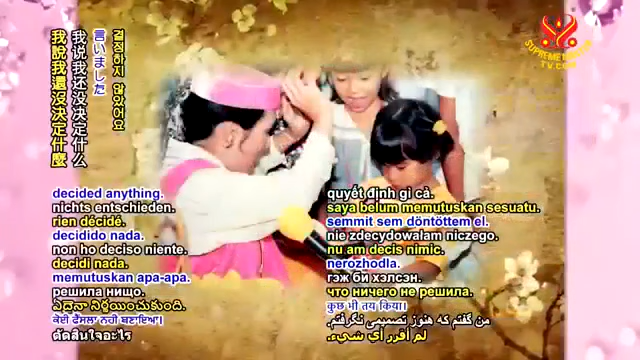 SUPREME MASTER
TV.COM
결정하지 않았어요
言いました
我说我还没决定什么
我說我還沒決定什麼
decided anything.
nichts entschieden.
rien décidé.
decidido nada.
non ho deciso niente.
decidi nada.
memutuskan apa-apa.
решила нищо.
ఏదైనా నిర్ణయించుకుంది.
ਕੋਈ ਫੈਸਲਾ ਨਹੀਂ ਬਣਾਇਆ।
ตัดสินใจอะไร
quyết định gì cả.
saya belum memutuskan sesuatu.
semmit sem döntöttem el.
nie zdecydowałam niczego.
nu am decis nimic.
nerozhodla.
гэж би хэлсэн.
что ничего не решила.
कुछ भी तय किया।
من گفتم که هنوز تصمیمی نگرفتم.
لم أقرر أي شيء.